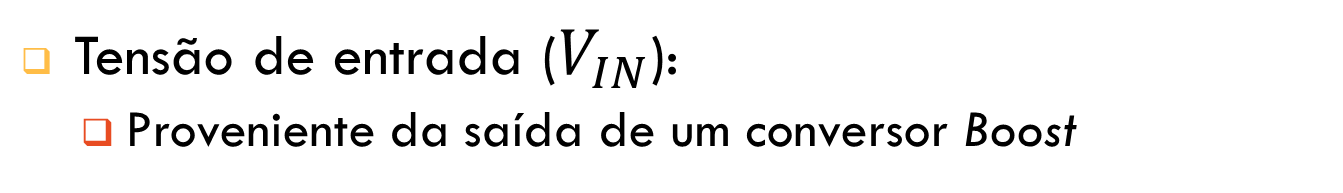 Tensão de entrada (V_IN):
Proveniente da saída de um conversor Boost